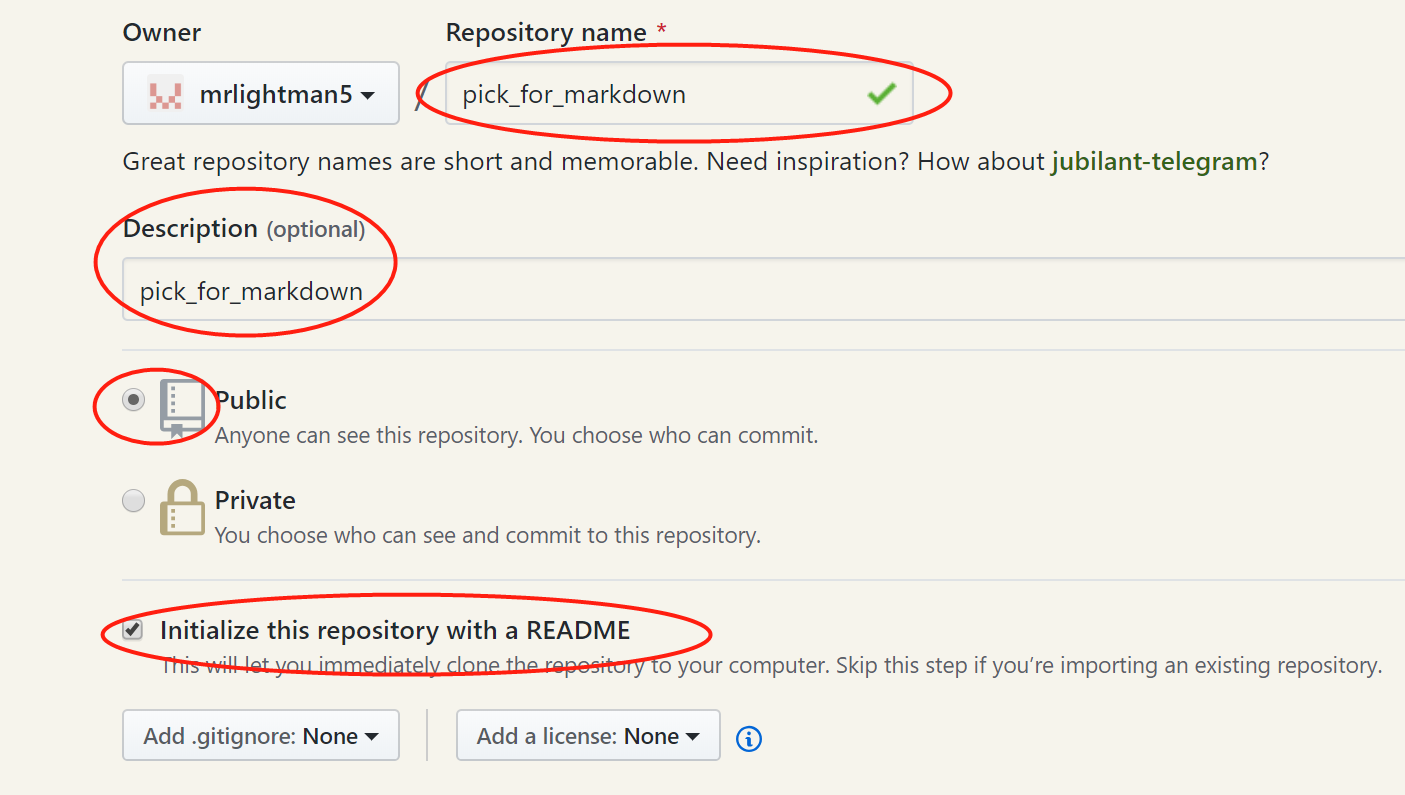 Owner
Repository name *
mrlightman5 / pick_for_markdown
Great repository names are short and memorable. Need inspiration? How about jubilant-telegram?
Description (optional)
pick_for_markdown
Public
Anyone can see this repository. You choose who can commit.
Private
You choose who can see and commit to this repository.
Initialize this repository with a README
This will let you immediately clone the repository to your computer. Skip this step if you’re importing an existing repository.
Add .gitignore: None
Add a license: None